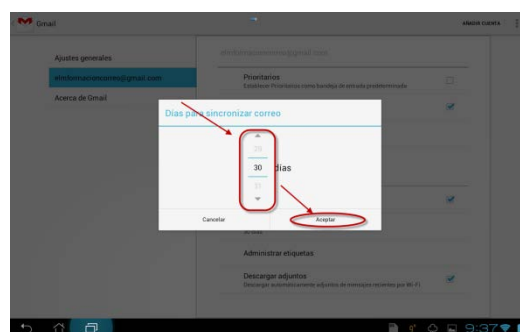 Gmail
AÑADIR CUENTA
Ajustes generales
Acerca de Gmail
Prioritarios
Establecer Prioritarios como bandeja de entrada predeterminada
Días para sincronizar correo
30 días
31
Cancelar
Aceptar
Administrar etiquetas
Descargar adjuntos
Descargar automáticamente adjuntos de mensajes recientes por Wi-Fi
9:37